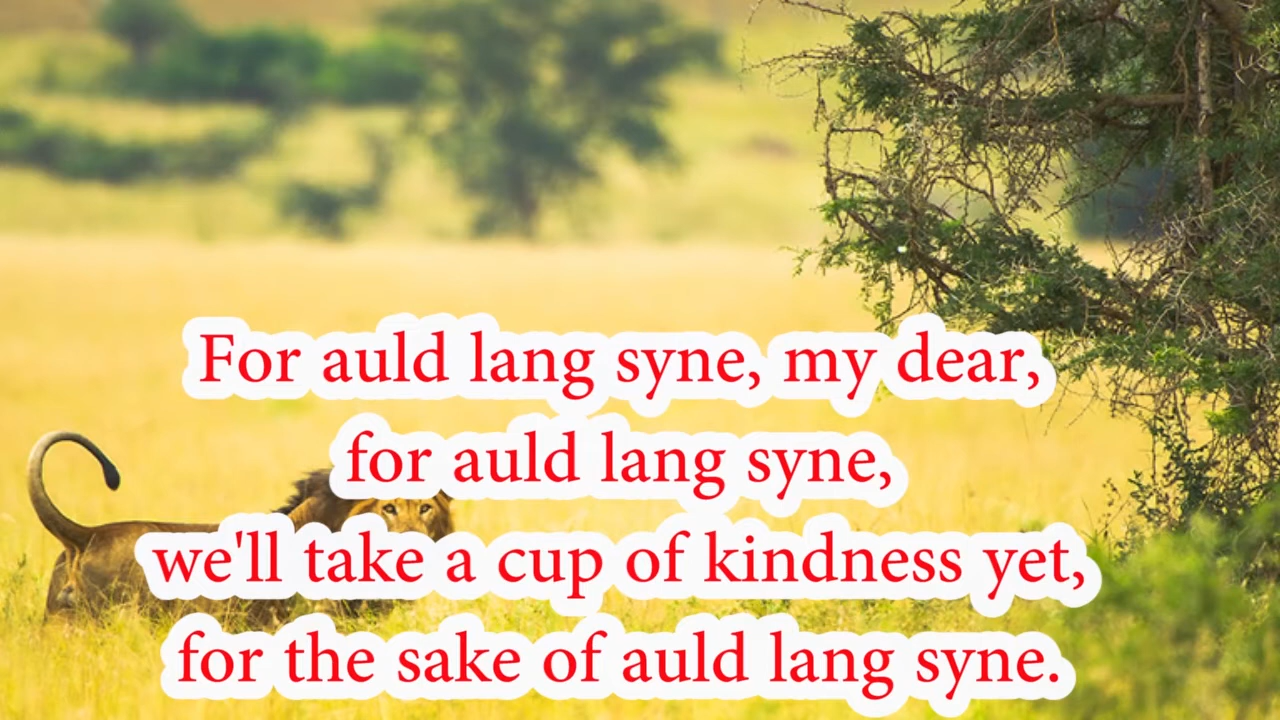 For auld lang syne, my dear,
for auld lang syne,
we'll take a cup of kindness yet,
for the sake of auld lang syne.